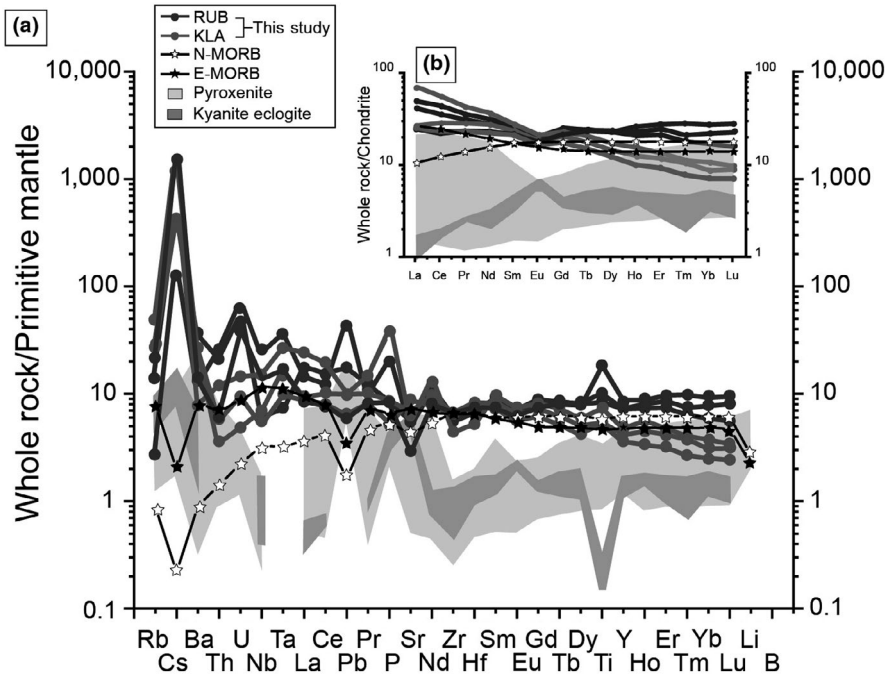 (a)
RUB
KLA
This study
N-MORB
E-MORB
Pyroxenite
Kyanite eclogite
(b)
100
10
1
100
10
1
Whole rock/Chondrite
La Ce Pr Nd Sm Eu Gd Tb Dy Ho Er Tm Yb Lu
10,000
1,000
100
10
1
0.1
10,000
1,000
100
10
1
0.1
Whole rock/Primitive mantle
Rb Ba U Ta Ce Pr Sr Zr Sm Gd Dy Y Er Yb Li
Cs Th Nb La Pb P Nd Hf Eu Tb Ti Ho Tm Lu B